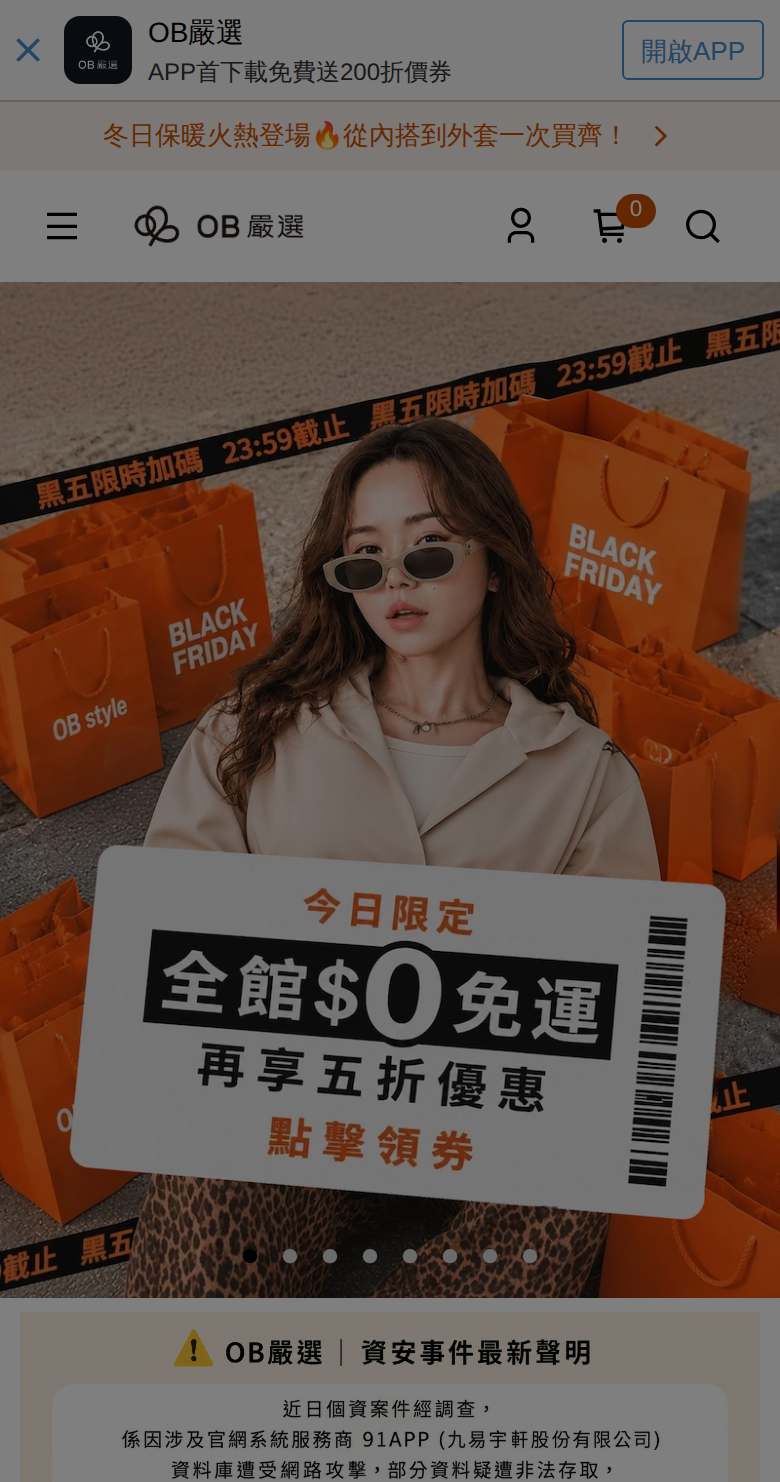 OB嚴選
OB 嚴選
APP首下載免費送200折價券
開啟APP
冬日保暖火熱登場🔥從內搭到外套一次買齊！
OB 嚴選
0
黑五限時加碼 23:59截止 黑五限時加碼 23:59截止 黑五限
BLACK
FRIDAY
BLACK
FRIDAY
OB style
今日限定
全館$0免運
再享五折優惠
點擊領券
截止
截止 黑五
OB嚴選｜資安事件最新聲明
近日個資案件經調查，
係因涉及官網系統服務商 91APP (九易宇軒股份有限公司)
資料庫遭受網路攻擊，部分資料疑遭非法存取，